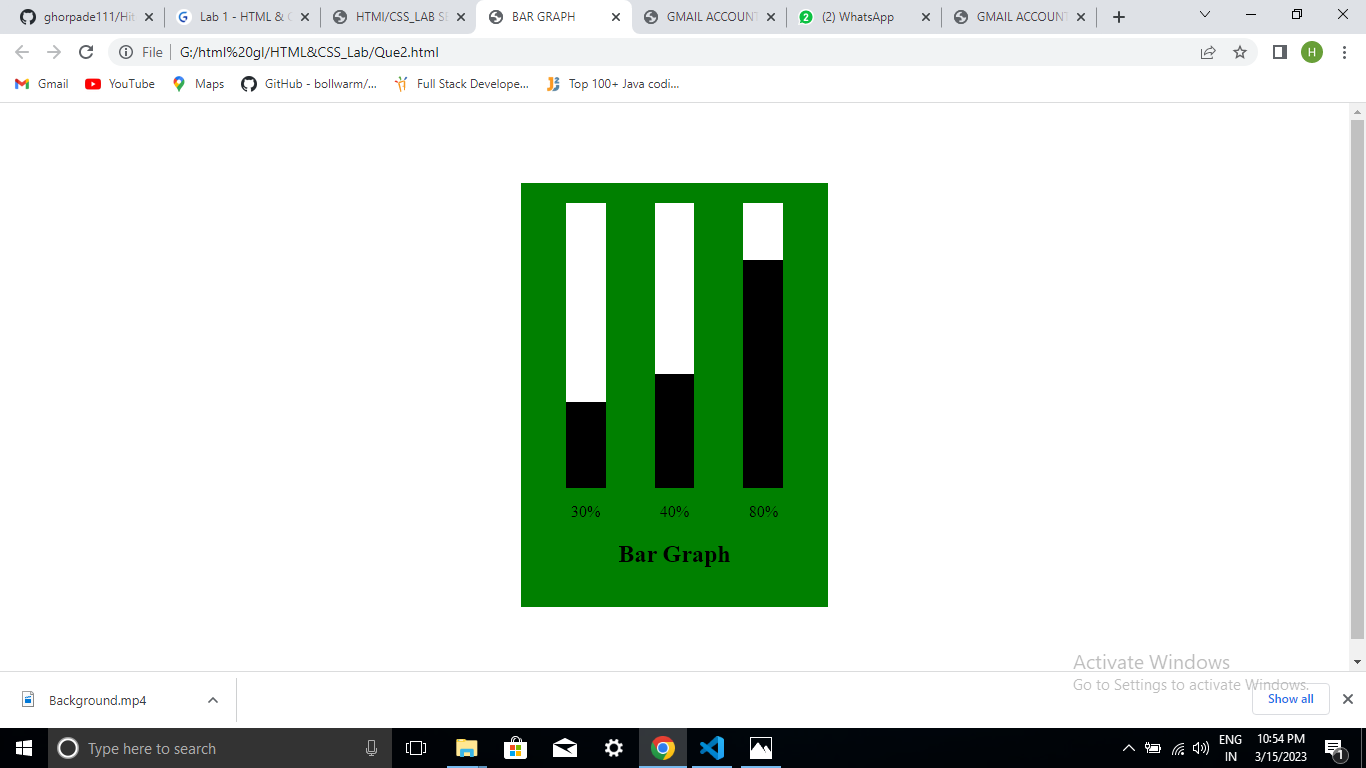 ghorpade111/Hit
Lab 1 - HTML & C
HTMl/CSS_LAB S
BAR GRAPH
GMAIL ACCOUNT
(2) WhatsApp
GMAIL ACCOUNT
File
G:/html%20gl/HTML&CSS_Lab/Que2.html
H
Gmail
YouTube
Maps
GitHub - bollwarm/...
Full Stack Develope...
Top 100+ Java codi...
30% 40% 80%
Bar Graph
Activate Windows
Go to Settings to activate Windows.
Background.mp4
Show all
Type here to search
ENG
IN
10:54 PM
3/15/2023
1